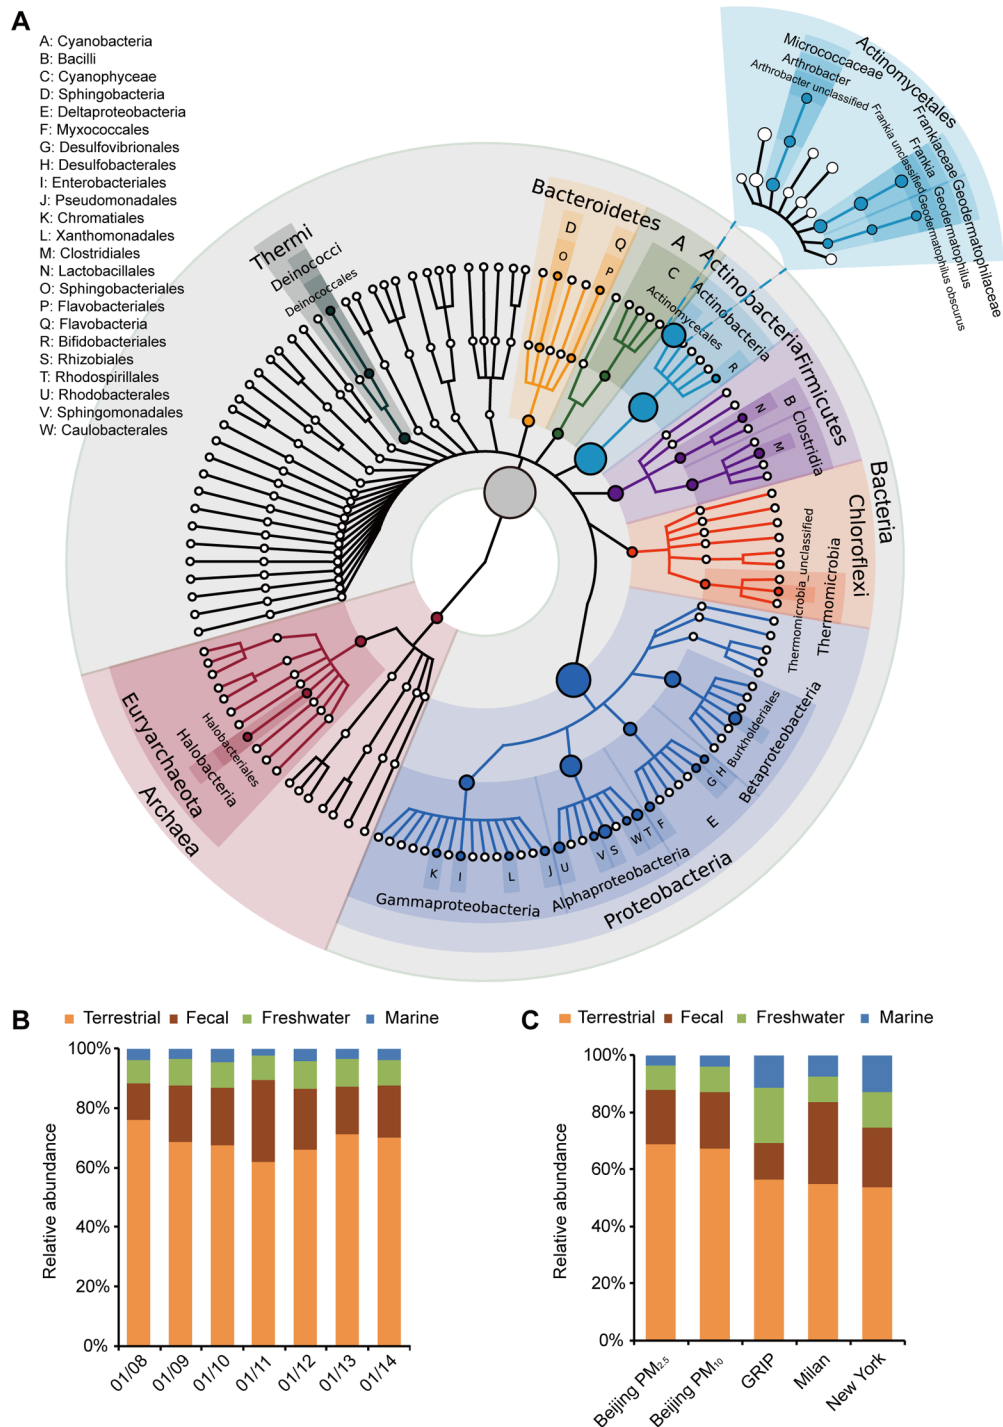 A
A: Cyanobacteria
B: Bacilli
C: Cyanophyceae
D: Sphingobacteria
E: Deltaproteobacteria
F: Myxococcales
G: Desulfovibrionales
H: Desulfobacterales
I: Enterobacteriales
J: Pseudomonadales
K: Chromatiales
L: Xanthomonadales
M: Clostridiales
N: Lactobacillales
O: Sphingobacteriales
P: Flavobacteriales
Q: Flavobacteria
R: Bifidobacteriales
S: Rhizobiales
T: Rhodospirillales
U: Rhodobacterales
V: Sphingomonadales
W: Caulobacterales
Actinomycetales
Micrococcaceae
Arthrobacter
Arthrobacter unclassified
Frankiaceae
Frankia
Frankia unclassified
Geodermatophilaceae
Geodermatophilus
Geodermatophilus obscurus
Thermi
Deinococci
Deinococcales
Bacteroidetes
D
O
Q
P
A
C
Actinobacteria
Actinobacteria
Actinomycetales
R
Firmicutes
B
N
Clostridia
M
Bacteria
Chloroflexi
Thermomicrobia
Thermomicrobia_unclassified
Proteobacteria
Betaproteobacteria
Burkholderiales
E
H
G
F
Alphaproteobacteria
T
W
S
V
U
Gammaproteobacteria
J
L
I
K
Archaea
Euryarchaeota
Halobacteria
Halobacteriales
B
Terrestrial Fecal Freshwater Marine
Relative abundance
100%
80%
60%
40%
20%
0%
01/08 01/09 01/10 01/11 01/12 01/13 01/14
C
Terrestrial Fecal Freshwater Marine
Relative abundance
100%
80%
60%
40%
20%
0%
Beijing PM2.5 Beijing PM10 GRIP Milan New York